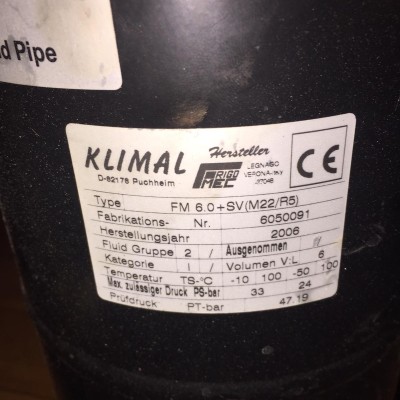 d Pipe
KLIMAL
D-82178 Puchheim
Hersteller
FRIGO
MEC
LEGNAGO
VERONA-
CE
Type FM 6.0+SV(M22/R5)
Fabrikations- Nr. 6050091
Herstellungsjahr 2006
Fluid Gruppe 2 / Ausgenommen
Kategorie I / Volumen V:L 6
Temperatur TS-°C -10 100 -50 100
Max. zulässiger Druck PS-bar 33 24
Prüfdruck PT-bar 47.19